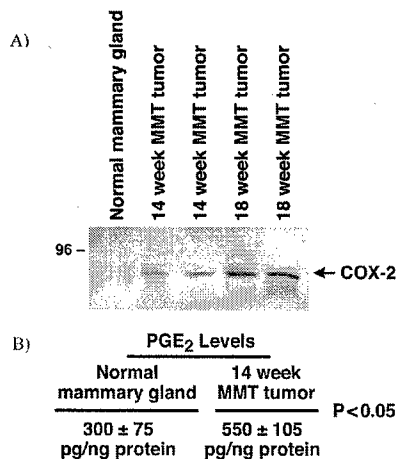 A)
Normal mammary gland
14 week MMT tumor
14 week MMT tumor
18 week MMT tumor
18 week MMT tumor
96 –
← COX-2
B)
PGE₂ Levels
Normal mammary gland
14 week MMT tumor
P<0.05
300 ± 75 pg/ng protein
550 ± 105 pg/ng protein